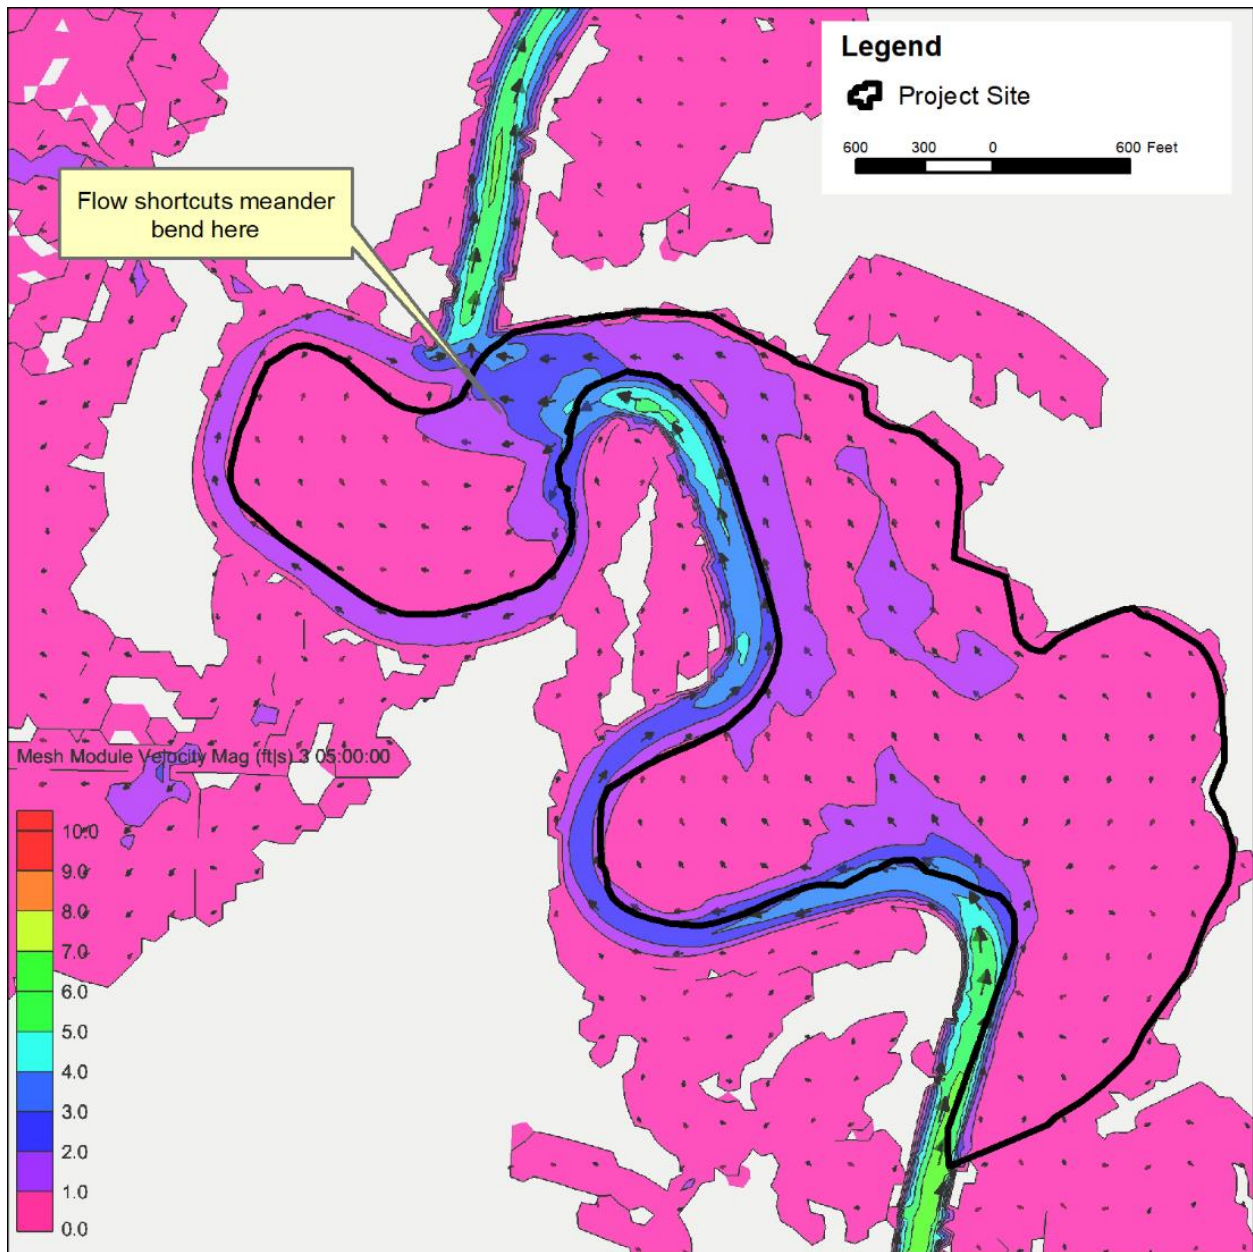 Legend
Project Site
600 300 0 600 Feet
Flow shortcuts meander
bend here
Mesh Module Velocity Mag (ft|s) 3 05:00:00
10.0
9.0
8.0
7.0
6.0
5.0
4.0
3.0
2.0
1.0
0.0